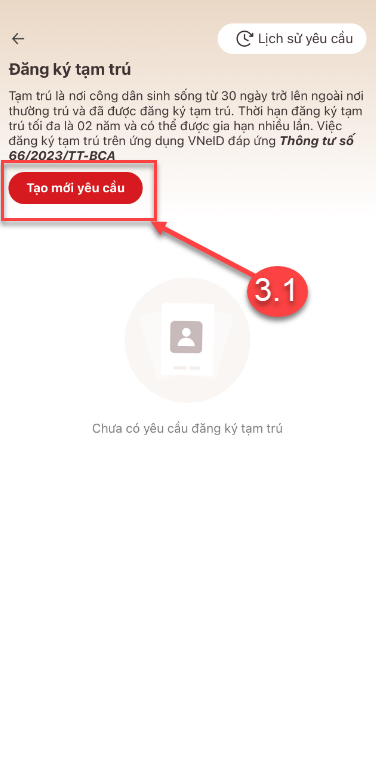 Lịch sử yêu cầu
Đăng ký tạm trú
Tạm trú là nơi công dân sinh sống từ 30 ngày trở lên ngoài nơi
thường trú và đã được đăng ký tạm trú. Thời hạn đăng ký tạm
trú tối đa là 02 năm và có thể được gia hạn nhiều lần. Việc
đăng ký tạm trú trên ứng dụng VNeID đáp ứng Thông tư số
66/2023/TT-BCA
Tạo mới yêu cầu
3.1
Chưa có yêu cầu đăng ký tạm trú